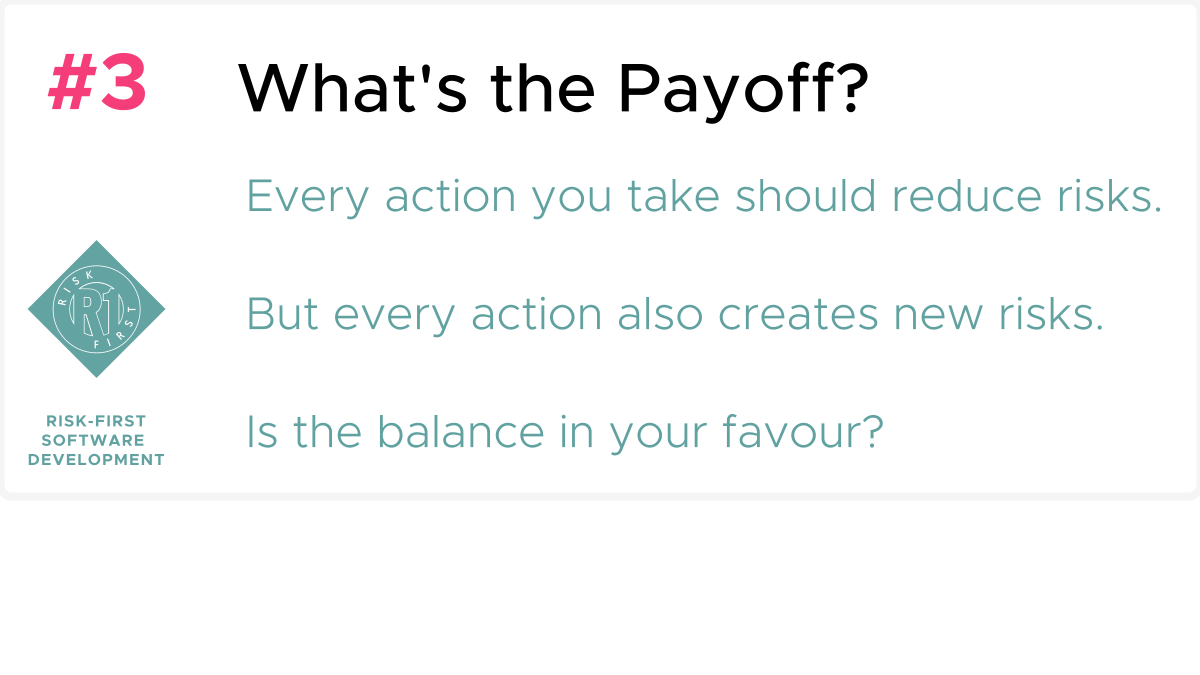 #3
What's the Payoff?
Every action you take should reduce risks.
But every action also creates new risks.
Is the balance in your favour?
RISK
R1
FIRST
RISK-FIRST
SOFTWARE
DEVELOPMENT